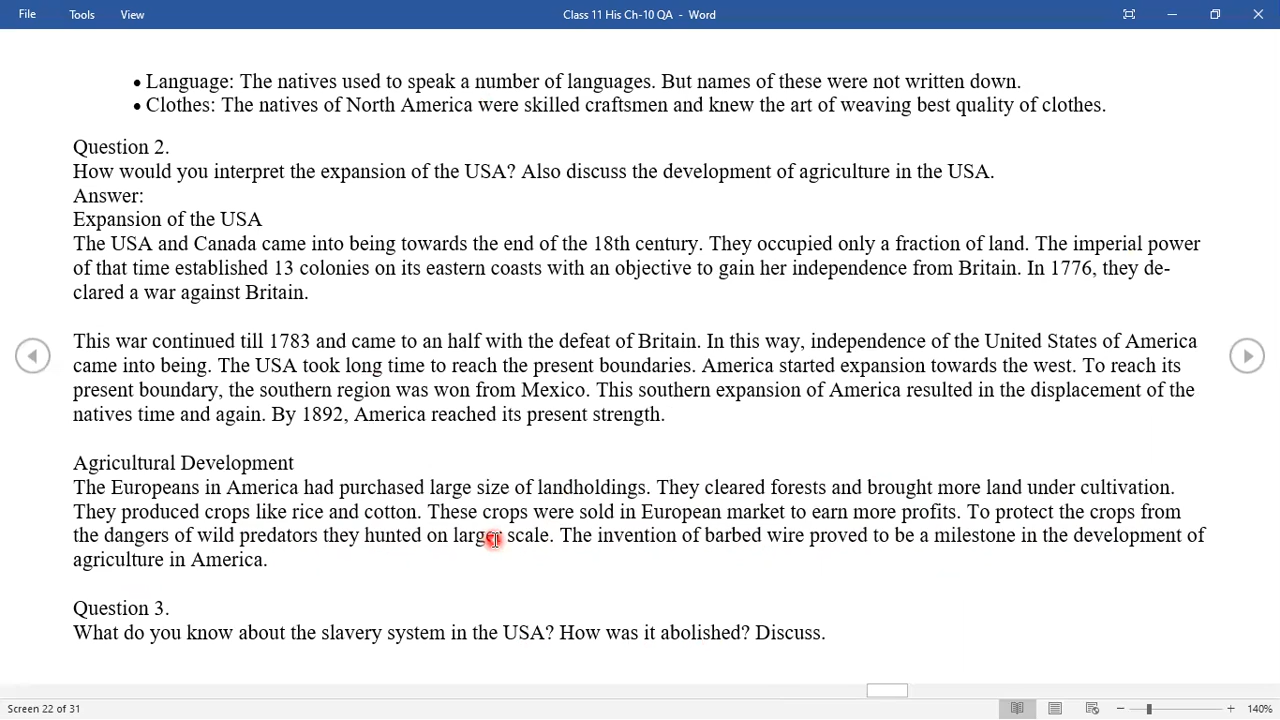 File Tools View Class 11 His Ch-10 QA - Word
• Language: The natives used to speak a number of languages. But names of these were not written down.
• Clothes: The natives of North America were skilled craftsmen and knew the art of weaving best quality of clothes.
Question 2.
How would you interpret the expansion of the USA? Also discuss the development of agriculture in the USA.
Answer:
Expansion of the USA
The USA and Canada came into being towards the end of the 18th century. They occupied only a fraction of land. The imperial power
of that time established 13 colonies on its eastern coasts with an objective to gain her independence from Britain. In 1776, they de-
clared a war against Britain.
This war continued till 1783 and came to an half with the defeat of Britain. In this way, independence of the United States of America
came into being. The USA took long time to reach the present boundaries. America started expansion towards the west. To reach its
present boundary, the southern region was won from Mexico. This southern expansion of America resulted in the displacement of the
natives time and again. By 1892, America reached its present strength.
Agricultural Development
The Europeans in America had purchased large size of landholdings. They cleared forests and brought more land under cultivation.
They produced crops like rice and cotton. These crops were sold in European market to earn more profits. To protect the crops from
the dangers of wild predators they hunted on large scale. The invention of barbed wire proved to be a milestone in the development of
agriculture in America.
Question 3.
What do you know about the slavery system in the USA? How was it abolished? Discuss.
Screen 22 of 31 140%